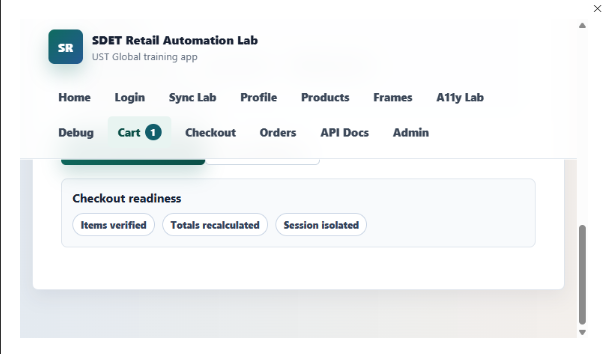 SR
SDET Retail Automation Lab
UST Global training app
Home Login Sync Lab Profile Products Frames A11y Lab
Debug Cart 1 Checkout Orders API Docs Admin
Checkout readiness
Items verified Totals recalculated Session isolated